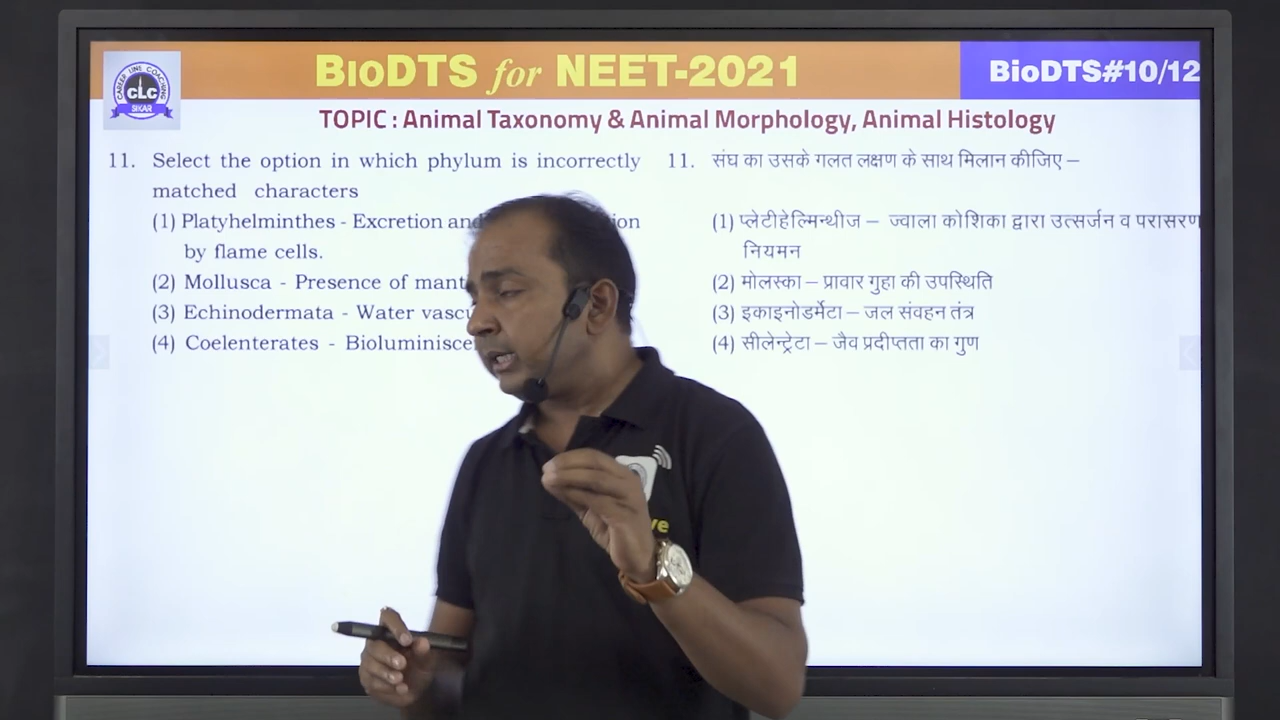 CAREER LINE COACHING
CLC
SIKAR
BIODTS for NEET-2021
BioDTS#10/12
TOPIC : Animal Taxonomy & Animal Morphology, Animal Histology
11. Select the option in which phylum is incorrectly
matched characters
(1) Platyhelminthes - Excretion and
by flame cells.
(2) Mollusca - Presence of
(3) Echinodermata - Water
(4) Coelenterates -
11. संघ का उसके गलत लक्षण के साथ मिलान कीजिए –
(1) प्लेटीहेल्मिन्थीज – ज्वाला कोशिका द्वारा उत्सर्जन व परासरण
नियमन
(2) मोलस्का – प्रावार गुहा की उपस्थिति
(3) इकाइनोडर्मेटा – जल संवहन तंत्र
(4) सीलेन्ट्रेटा – जैव प्रदीप्तता का गुण